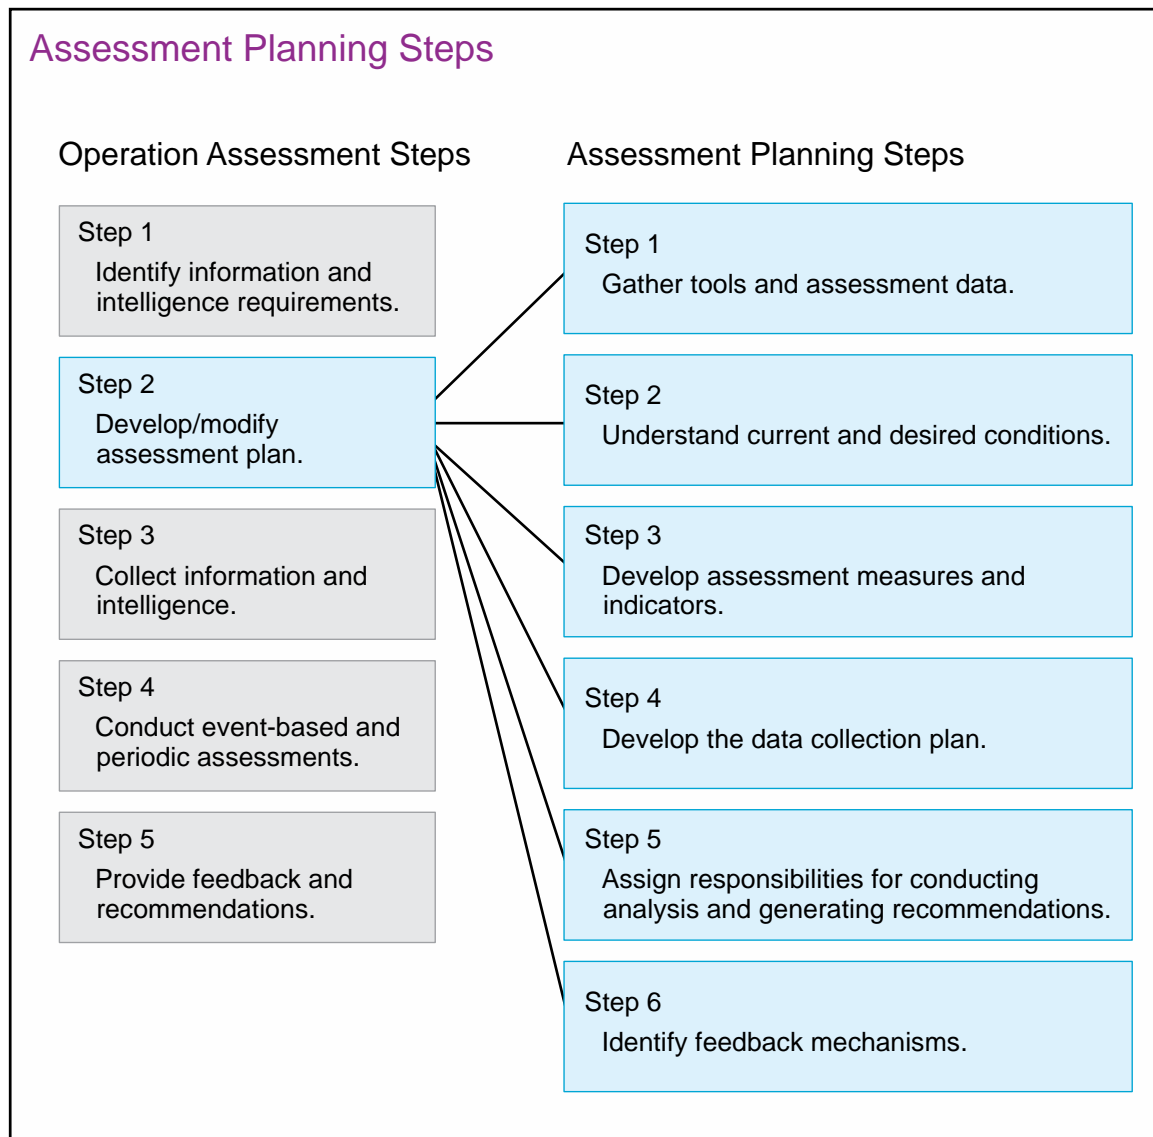 Assessment Planning Steps
Operation Assessment Steps
Step 1
Identify information and
intelligence requirements.
Step 2
Develop/modify
assessment plan.
Step 3
Collect information and
intelligence.
Step 4
Conduct event-based and
periodic assessments.
Step 5
Provide feedback and
recommendations.
Assessment Planning Steps
Step 1
Gather tools and assessment data.
Step 2
Understand current and desired conditions.
Step 3
Develop assessment measures and
indicators.
Step 4
Develop the data collection plan.
Step 5
Assign responsibilities for conducting
analysis and generating recommendations.
Step 6
Identify feedback mechanisms.